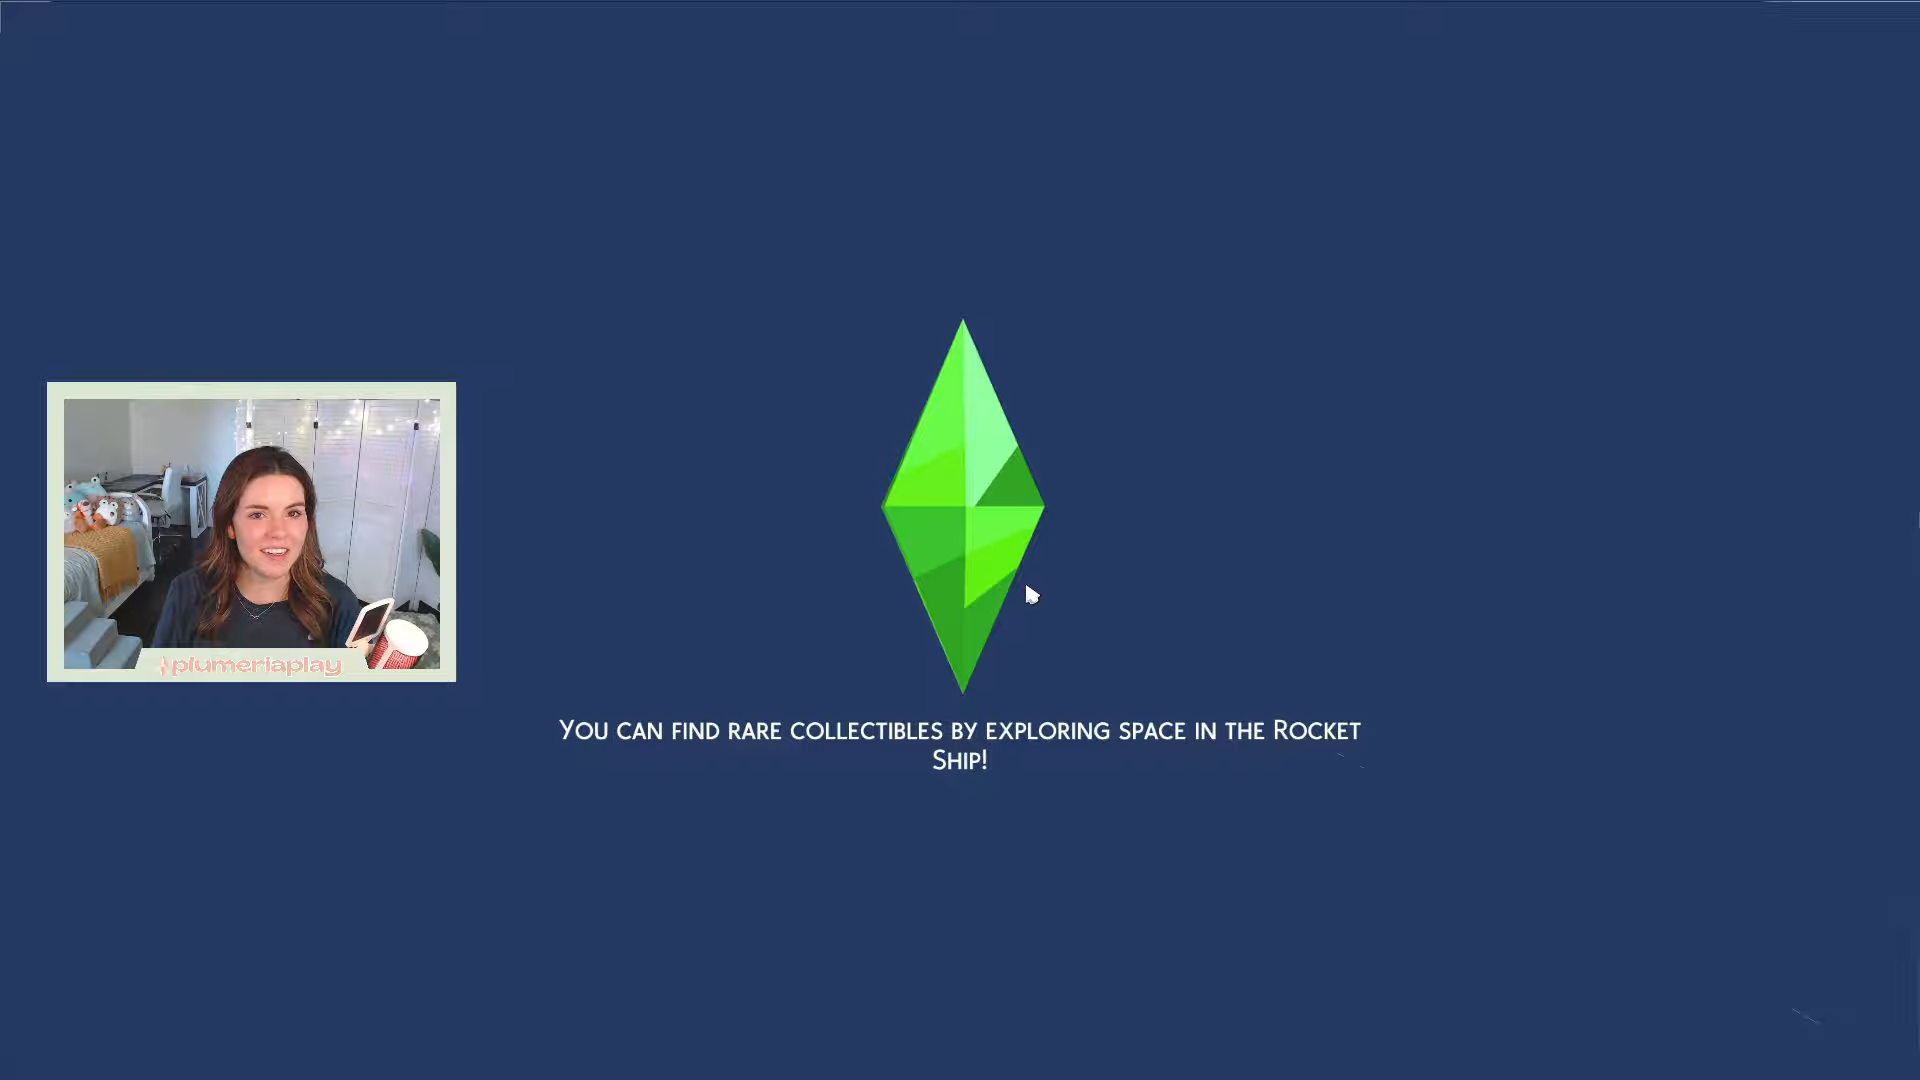 plumeriaplay
You can find rare collectibles by exploring space in the Rocket
Ship!